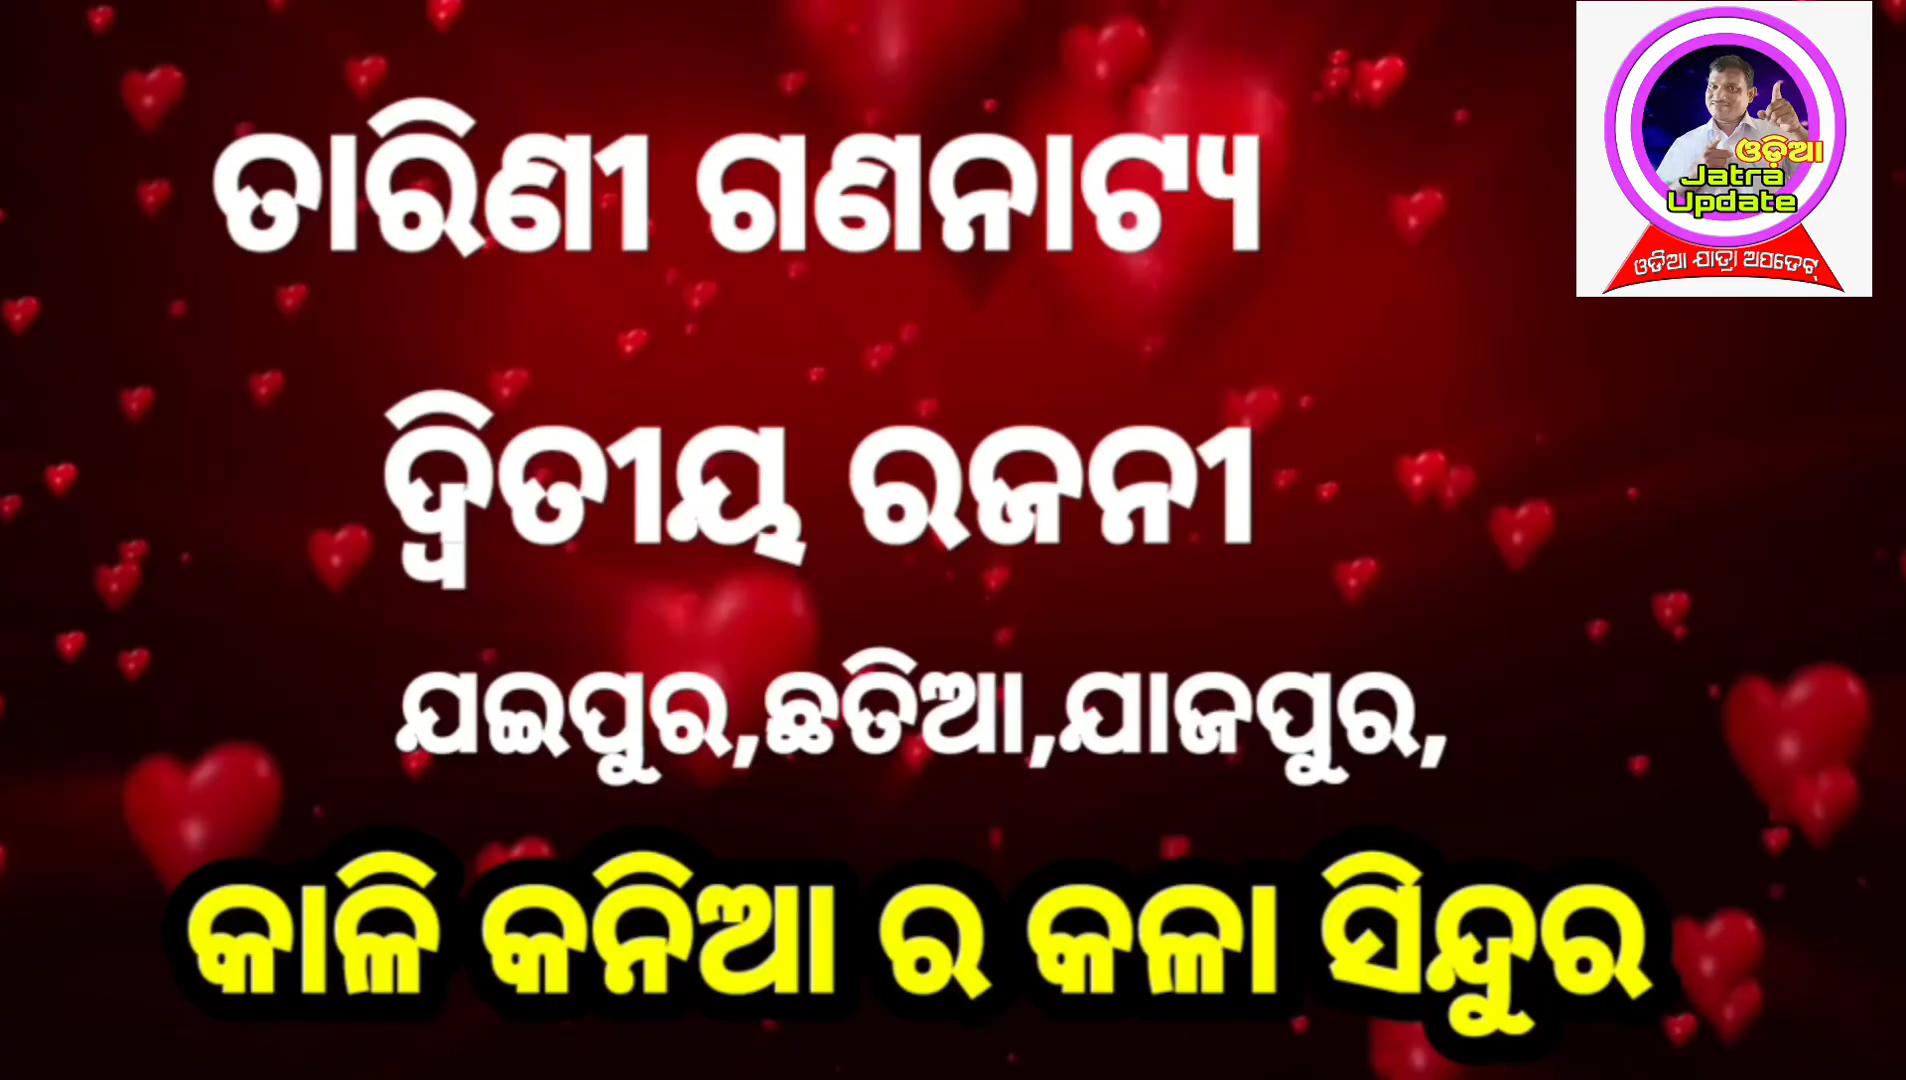 ତାରିଣୀ ଗଣନାଟ୍ୟ
ଦ୍ୱିତୀୟ ରଜନୀ
ଯଇପୁର,ଛତିଆ,ଯାଜପୁର,
କାଳି କନିଆ ର କଳା ସିନ୍ଦୁର
ଓଡ଼ିଆ
Jatra
Update
ଓଡିଆ ଯାତ୍ରା ଅପଡେଟ୍